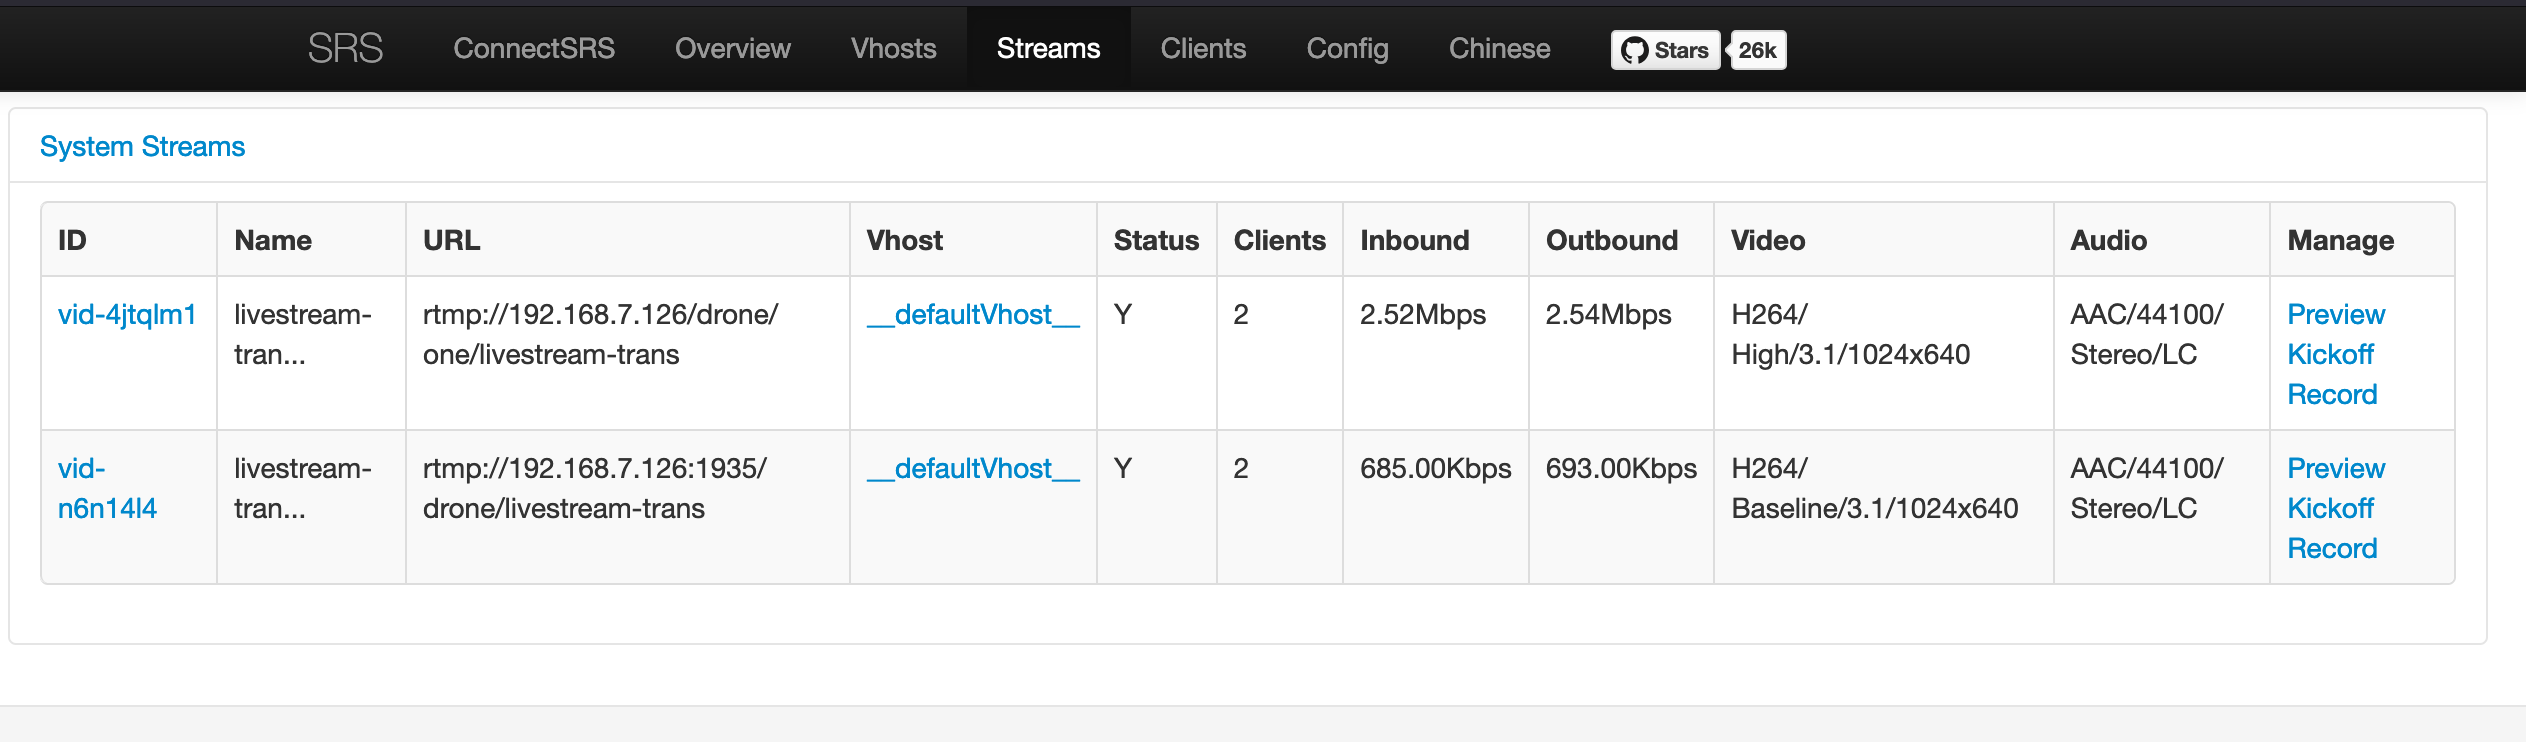 SRS ConnectSRS Overview Vhosts Streams Clients Config Chinese Stars 26k
System Streams
ID Name URL Vhost Status Clients Inbound Outbound Video Audio Manage
vid-4jtqlm1 livestream- rtmp://192.168.7.126/drone/ __defaultVhost__ Y 2 2.52Mbps 2.54Mbps H264/ AAC/44100/ Preview
tran... one/livestream-trans High/3.1/1024x640 Stereo/LC Kickoff
Record
vid- livestream- rtmp://192.168.7.126:1935/ __defaultVhost__ Y 2 685.00Kbps 693.00Kbps H264/ AAC/44100/ Preview
n6n14l4 tran... drone/livestream-trans Baseline/3.1/1024x640 Stereo/LC Kickoff
Record